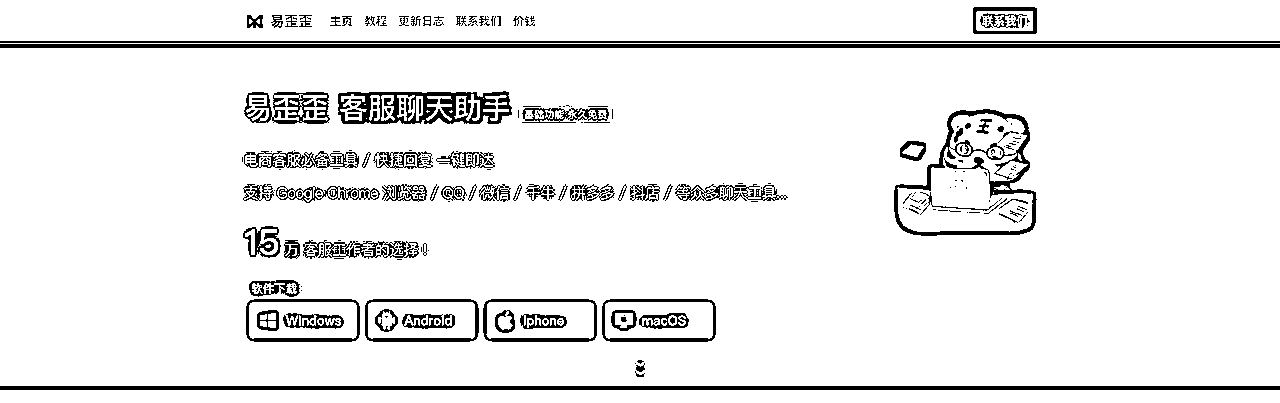 易歪歪 主页 教程 更新日志 联系我们 价钱 联系我们
易歪歪 客服聊天助手 基础功能永久免费
电商客服必备工具 / 快捷回复 一键即达
支持 Google Chrome 浏览器 / QQ / 微信 / 千牛 / 拼多多 / 抖店 / 等众多聊天工具...
15 万 客服工作者的选择！
软件下载
Windows Android Iphone macOS
王